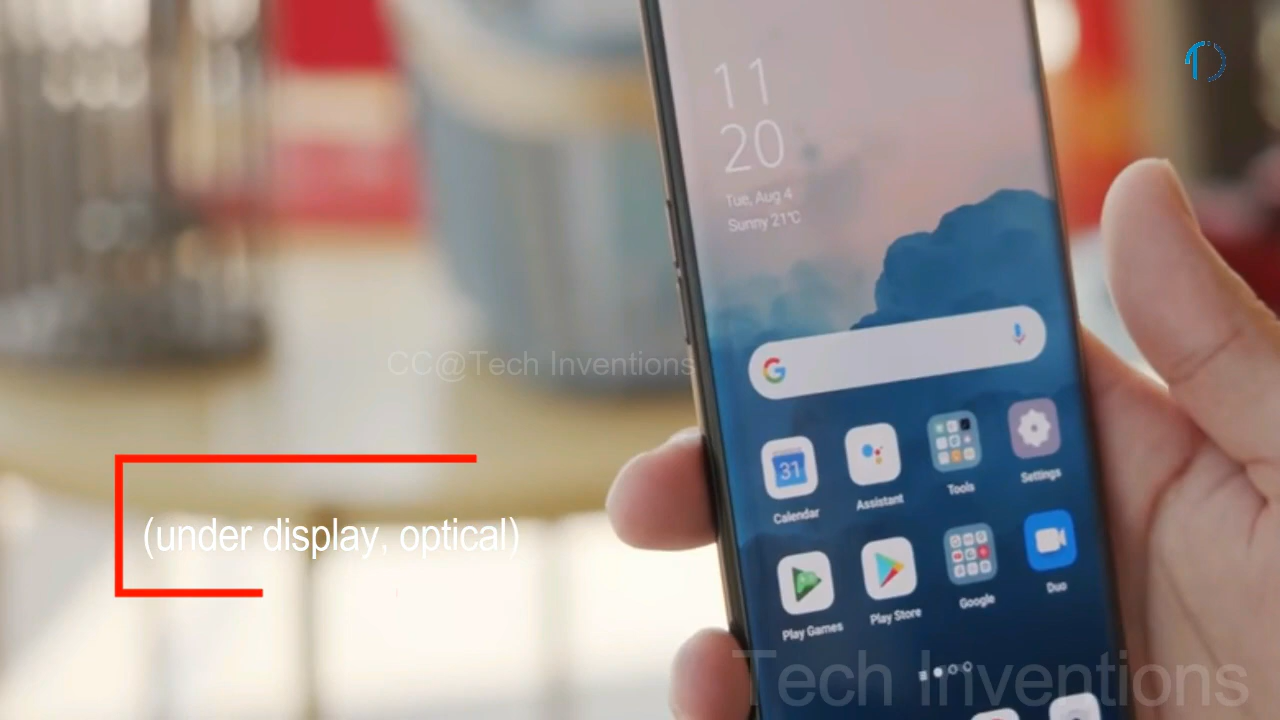 11
20
Tue, Aug 4
Sunny 21°C
CC@Tech Inventions
31
Calendar
Assistant
Tools
Settings
(under display, optical)
Play Games
Play Store
Google
Duo
Tech Inventions